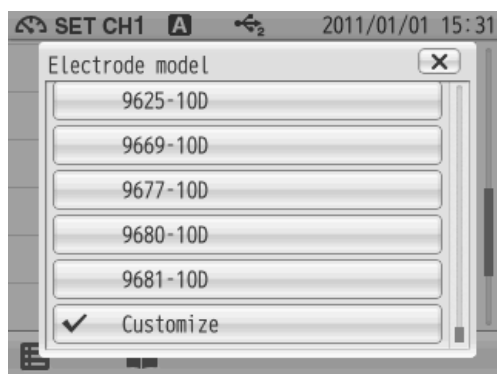 SET CH1 A 2 2011/01/01 15:31
Electrode model
9625-10D
9669-10D
9677-10D
9680-10D
9681-10D
Customize